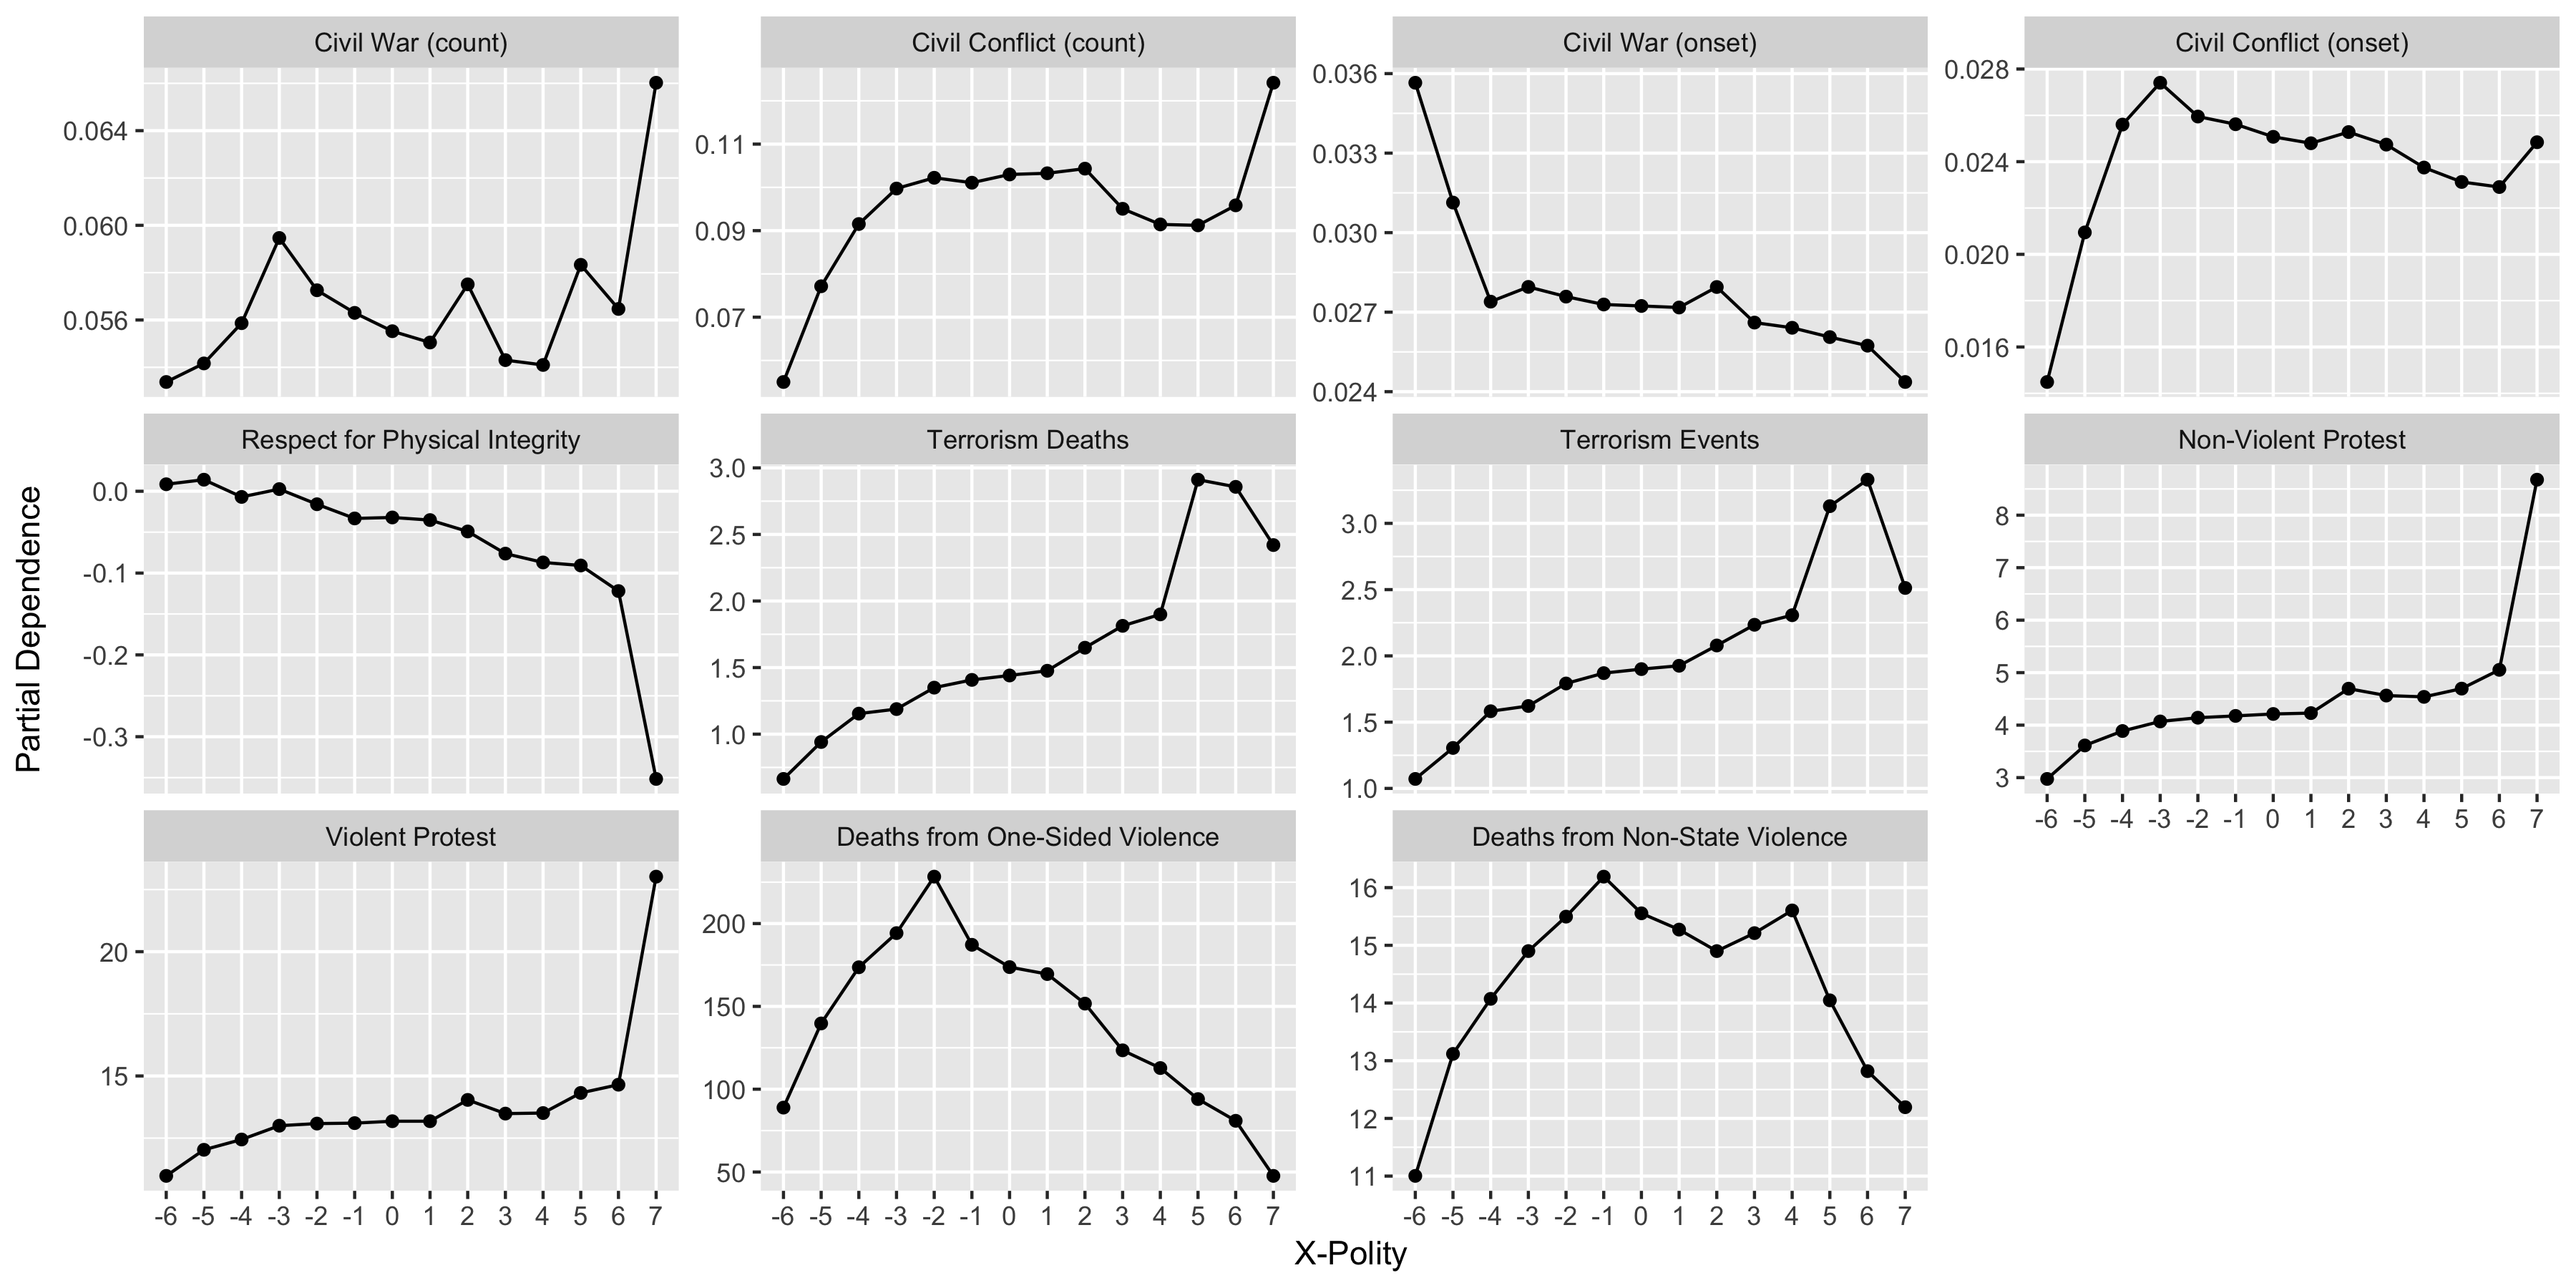 Civil War (count)
Civil Conflict (count)
Civil War (onset)
Civil Conflict (onset)
0.064
0.060
0.056
0.11
0.09
0.07
0.036
0.033
0.030
0.027
0.024
0.028
0.024
0.020
0.016
Respect for Physical Integrity
Terrorism Deaths
Terrorism Events
Non-Violent Protest
0.0
-0.1
-0.2
-0.3
3.0
2.5
2.0
1.5
1.0
3.0
2.5
2.0
1.5
1.0
8
7
6
5
4
3
-6 -5 -4 -3 -2 -1 0 1 2 3 4 5 6 7
Partial Dependence
Violent Protest
Deaths from One-Sided Violence
Deaths from Non-State Violence
20
15
200
150
100
50
16
15
14
13
12
11
-6 -5 -4 -3 -2 -1 0 1 2 3 4 5 6 7
-6 -5 -4 -3 -2 -1 0 1 2 3 4 5 6 7
-6 -5 -4 -3 -2 -1 0 1 2 3 4 5 6 7
X-Polity